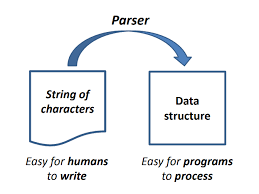 Parser
String of
characters
Data
structure
Easy for humans
to write
Easy for programs
to process